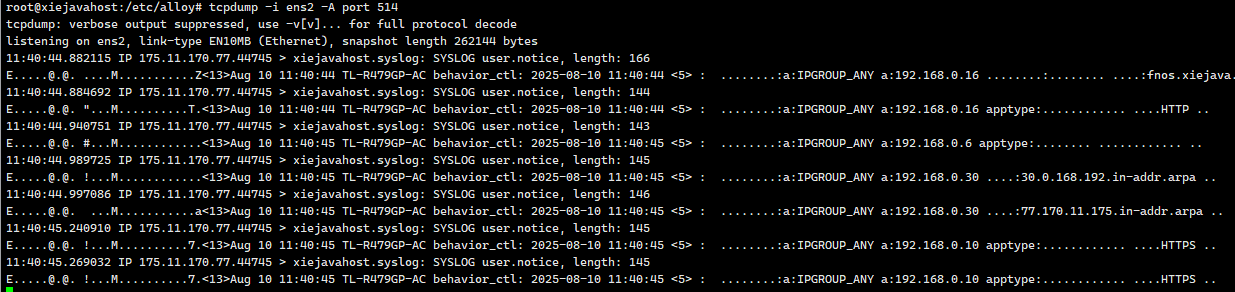 root@xiejavahost:/etc/alloy# tcpdump -i ens2 -A port 514
tcpdump: verbose output suppressed, use -v[v]... for full protocol decode
listening on ens2, link-type EN10MB (Ethernet), snapshot length 262144 bytes
11:40:44.882115 IP 175.11.170.77.44745 > xiejavahost.syslog: SYSLOG user.notice, length: 166
E.....@.@. ....M...........Z<13>Aug 10 11:40:44 TL-R479GP-AC behavior_ctl: 2025-08-10 11:40:44 <5> :  ........:a:IPGROUP_ANY a:192.168.0.16 ........:........ ....:fnos.xiejava.
11:40:44.884692 IP 175.11.170.77.44745 > xiejavahost.syslog: SYSLOG user.notice, length: 144
E.....@.@. "...M...........T.<13>Aug 10 11:40:44 TL-R479GP-AC behavior_ctl: 2025-08-10 11:40:44 <5> :  ........:a:IPGROUP_ANY a:192.168.0.16 apptype:............ ....HTTP ..
11:40:44.940751 IP 175.11.170.77.44745 > xiejavahost.syslog: SYSLOG user.notice, length: 143
E.....@.@. #...M............<13>Aug 10 11:40:45 TL-R479GP-AC behavior_ctl: 2025-08-10 11:40:45 <5> :  ........:a:IPGROUP_ANY a:192.168.0.6 apptype:........ ............ ..
11:40:44.989725 IP 175.11.170.77.44745 > xiejavahost.syslog: SYSLOG user.notice, length: 145
E.....@.@. !...M............<13>Aug 10 11:40:45 TL-R479GP-AC behavior_ctl: 2025-08-10 11:40:45 <5> :  ........:a:IPGROUP_ANY a:192.168.0.30 ....:30.0.168.192.in-addr.arpa ..
11:40:44.997086 IP 175.11.170.77.44745 > xiejavahost.syslog: SYSLOG user.notice, length: 146
E.....@.@.  ...M...........a<13>Aug 10 11:40:45 TL-R479GP-AC behavior_ctl: 2025-08-10 11:40:45 <5> :  ........:a:IPGROUP_ANY a:192.168.0.30 ....:77.170.11.175.in-addr.arpa ..
11:40:45.240910 IP 175.11.170.77.44745 > xiejavahost.syslog: SYSLOG user.notice, length: 145
E.....@.@. !...M...........7.<13>Aug 10 11:40:45 TL-R479GP-AC behavior_ctl: 2025-08-10 11:40:45 <5> :  ........:a:IPGROUP_ANY a:192.168.0.10 apptype:............ ....HTTPS ..
11:40:45.269032 IP 175.11.170.77.44745 > xiejavahost.syslog: SYSLOG user.notice, length: 145
E.....@.@. !...M...........7.<13>Aug 10 11:40:45 TL-R479GP-AC behavior_ctl: 2025-08-10 11:40:45 <5> :  ........:a:IPGROUP_ANY a:192.168.0.10 apptype:............ ....HTTPS ..